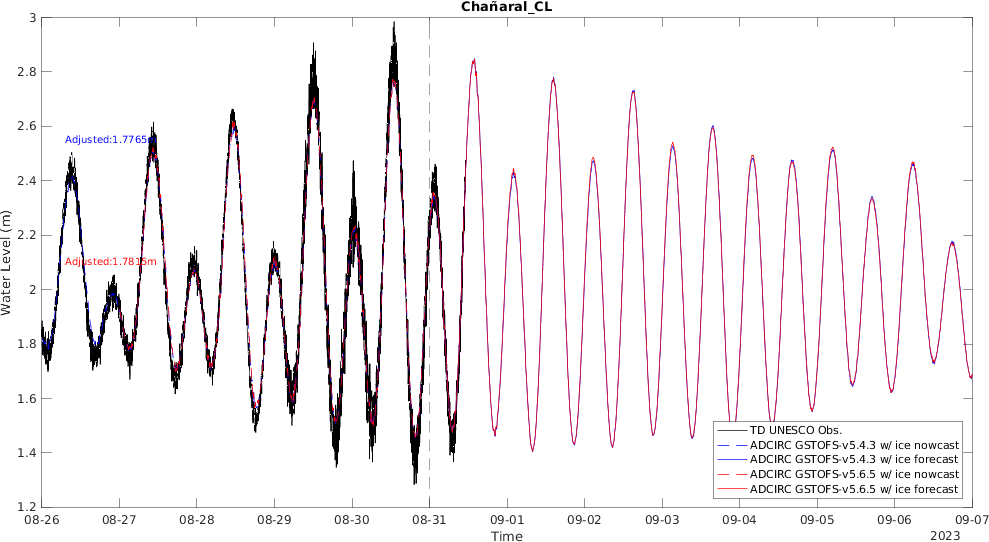 Chañaral_CL
3
2.8
2.6
2.4
2.2
2
1.8
1.6
1.4
1.2
Water Level (m)
Adjusted:1.7765m
Adjusted:1.7815m
TD UNESCO Obs.
ADCIRC GSTOFS-v5.4.3 w/ ice nowcast
ADCIRC GSTOFS-v5.4.3 w/ ice forecast
ADCIRC GSTOFS-v5.6.5 w/ ice nowcast
ADCIRC GSTOFS-v5.6.5 w/ ice forecast
08-26 08-27 08-28 08-29 08-30 08-31 09-01 09-02 09-03 09-04 09-05 09-06 09-07
Time
2023